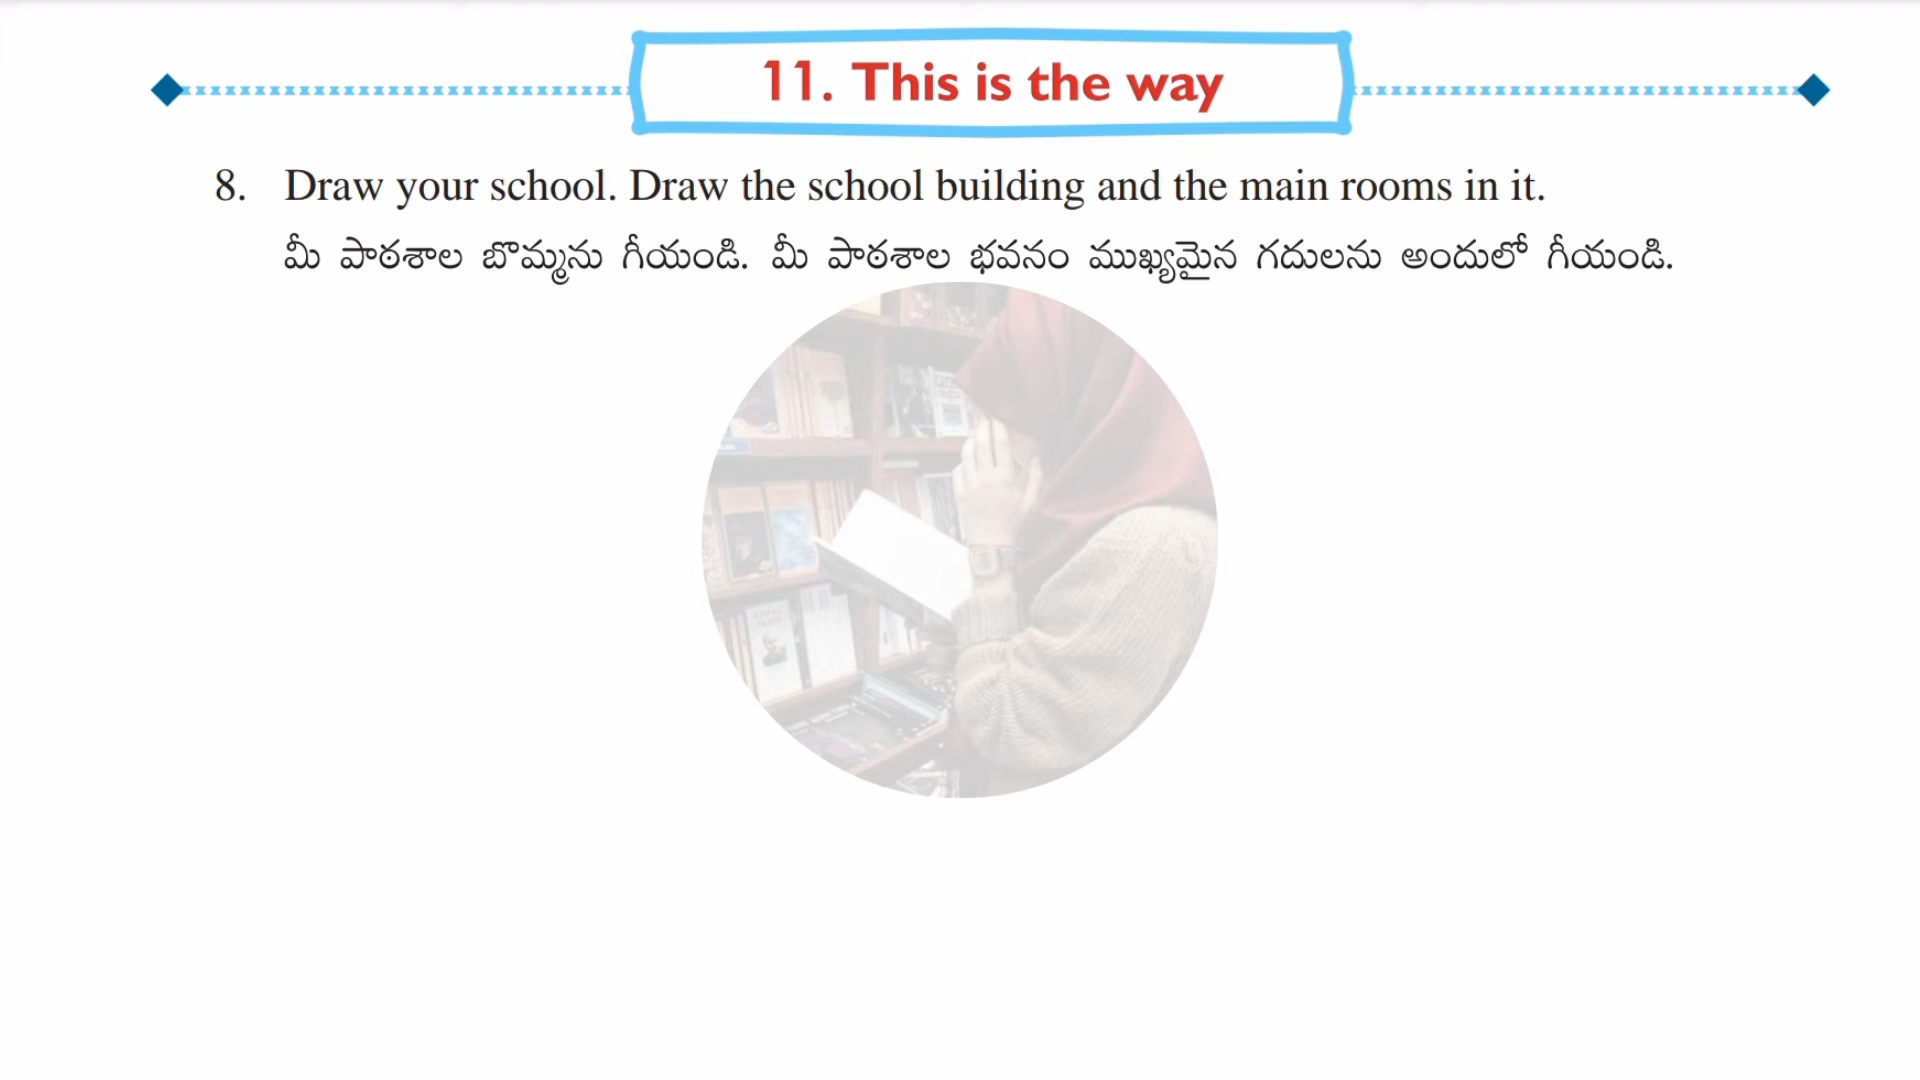 11. This is the way
8. Draw your school. Draw the school building and the main rooms in it.
మీ పాఠశాల బొమ్మను గీయండి. మీ పాఠశాల భవనం ముఖ్యమైన గదులను అందులో గీయండి.